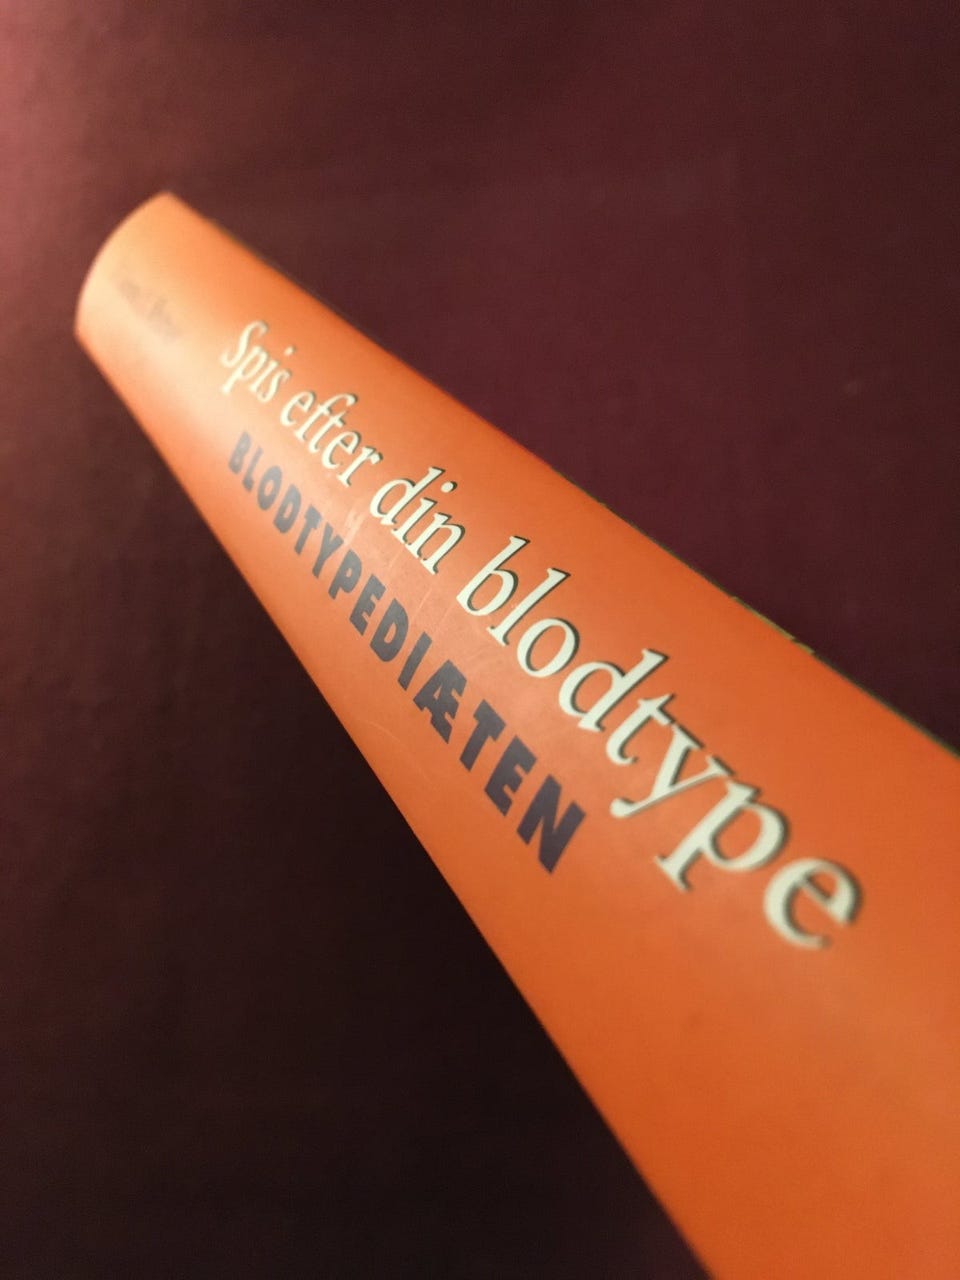 Spis efter din blodtype
BLODTYPEDIÆTEN